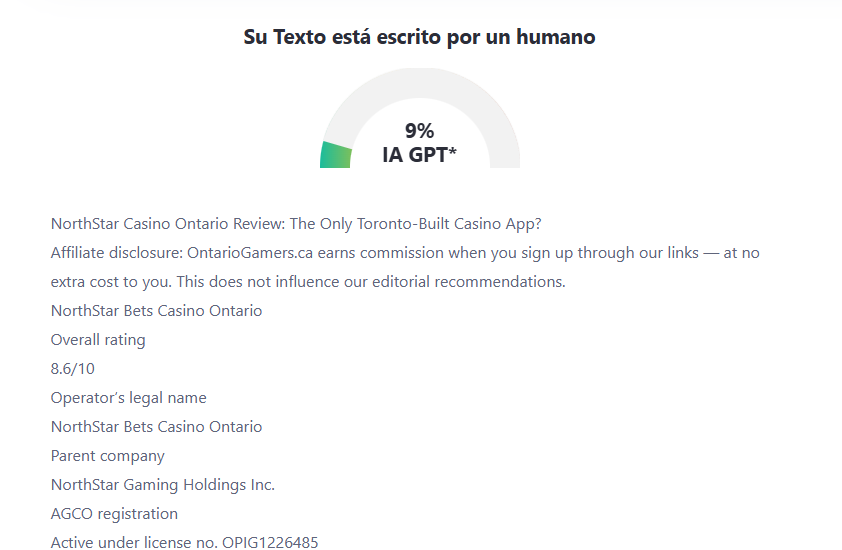 Su Texto está escrito por un humano
9%
IA GPT*
NorthStar Casino Ontario Review: The Only Toronto-Built Casino App?
Affiliate disclosure: OntarioGamers.ca earns commission when you sign up through our links — at no
extra cost to you. This does not influence our editorial recommendations.
NorthStar Bets Casino Ontario
Overall rating
8.6/10
Operator’s legal name
NorthStar Bets Casino Ontario
Parent company
NorthStar Gaming Holdings Inc.
AGCO registration
Active under license no. OPIG1226485